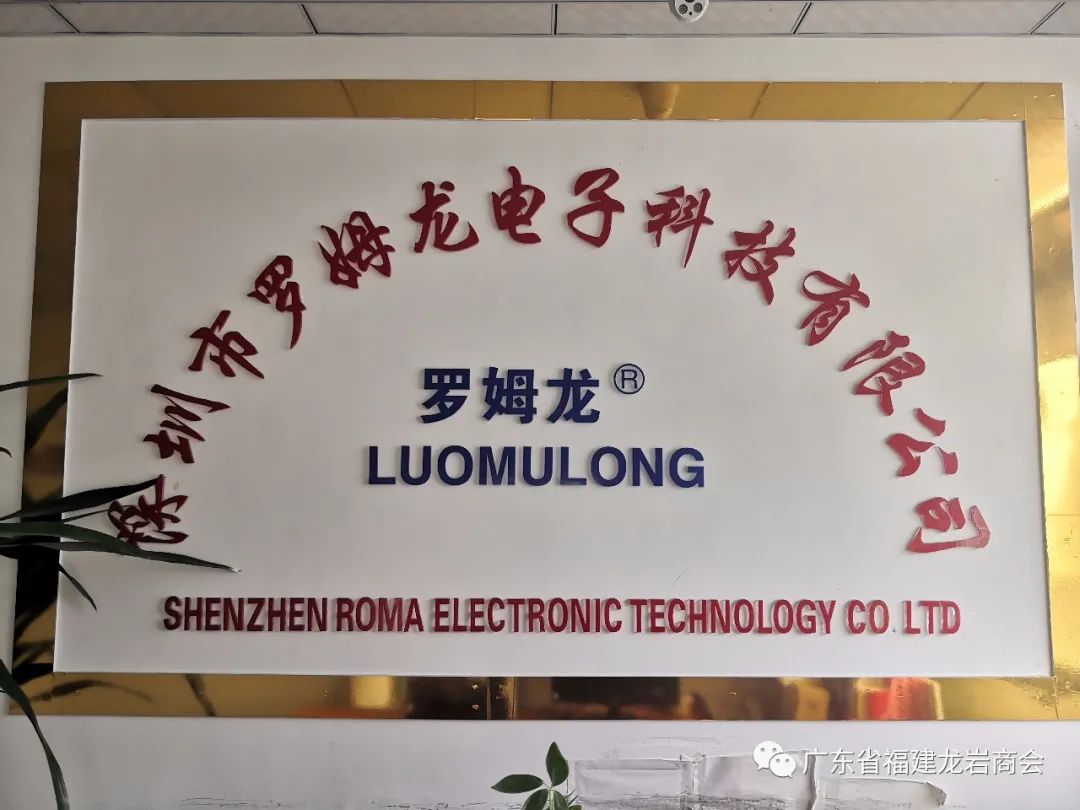 深圳市罗姆龙电子科技有限公司
罗姆龙®
LUOMULONG
SHENZHEN ROMA ELECTRONIC TECHNOLOGY CO. LTD
广东省福建龙岩商会